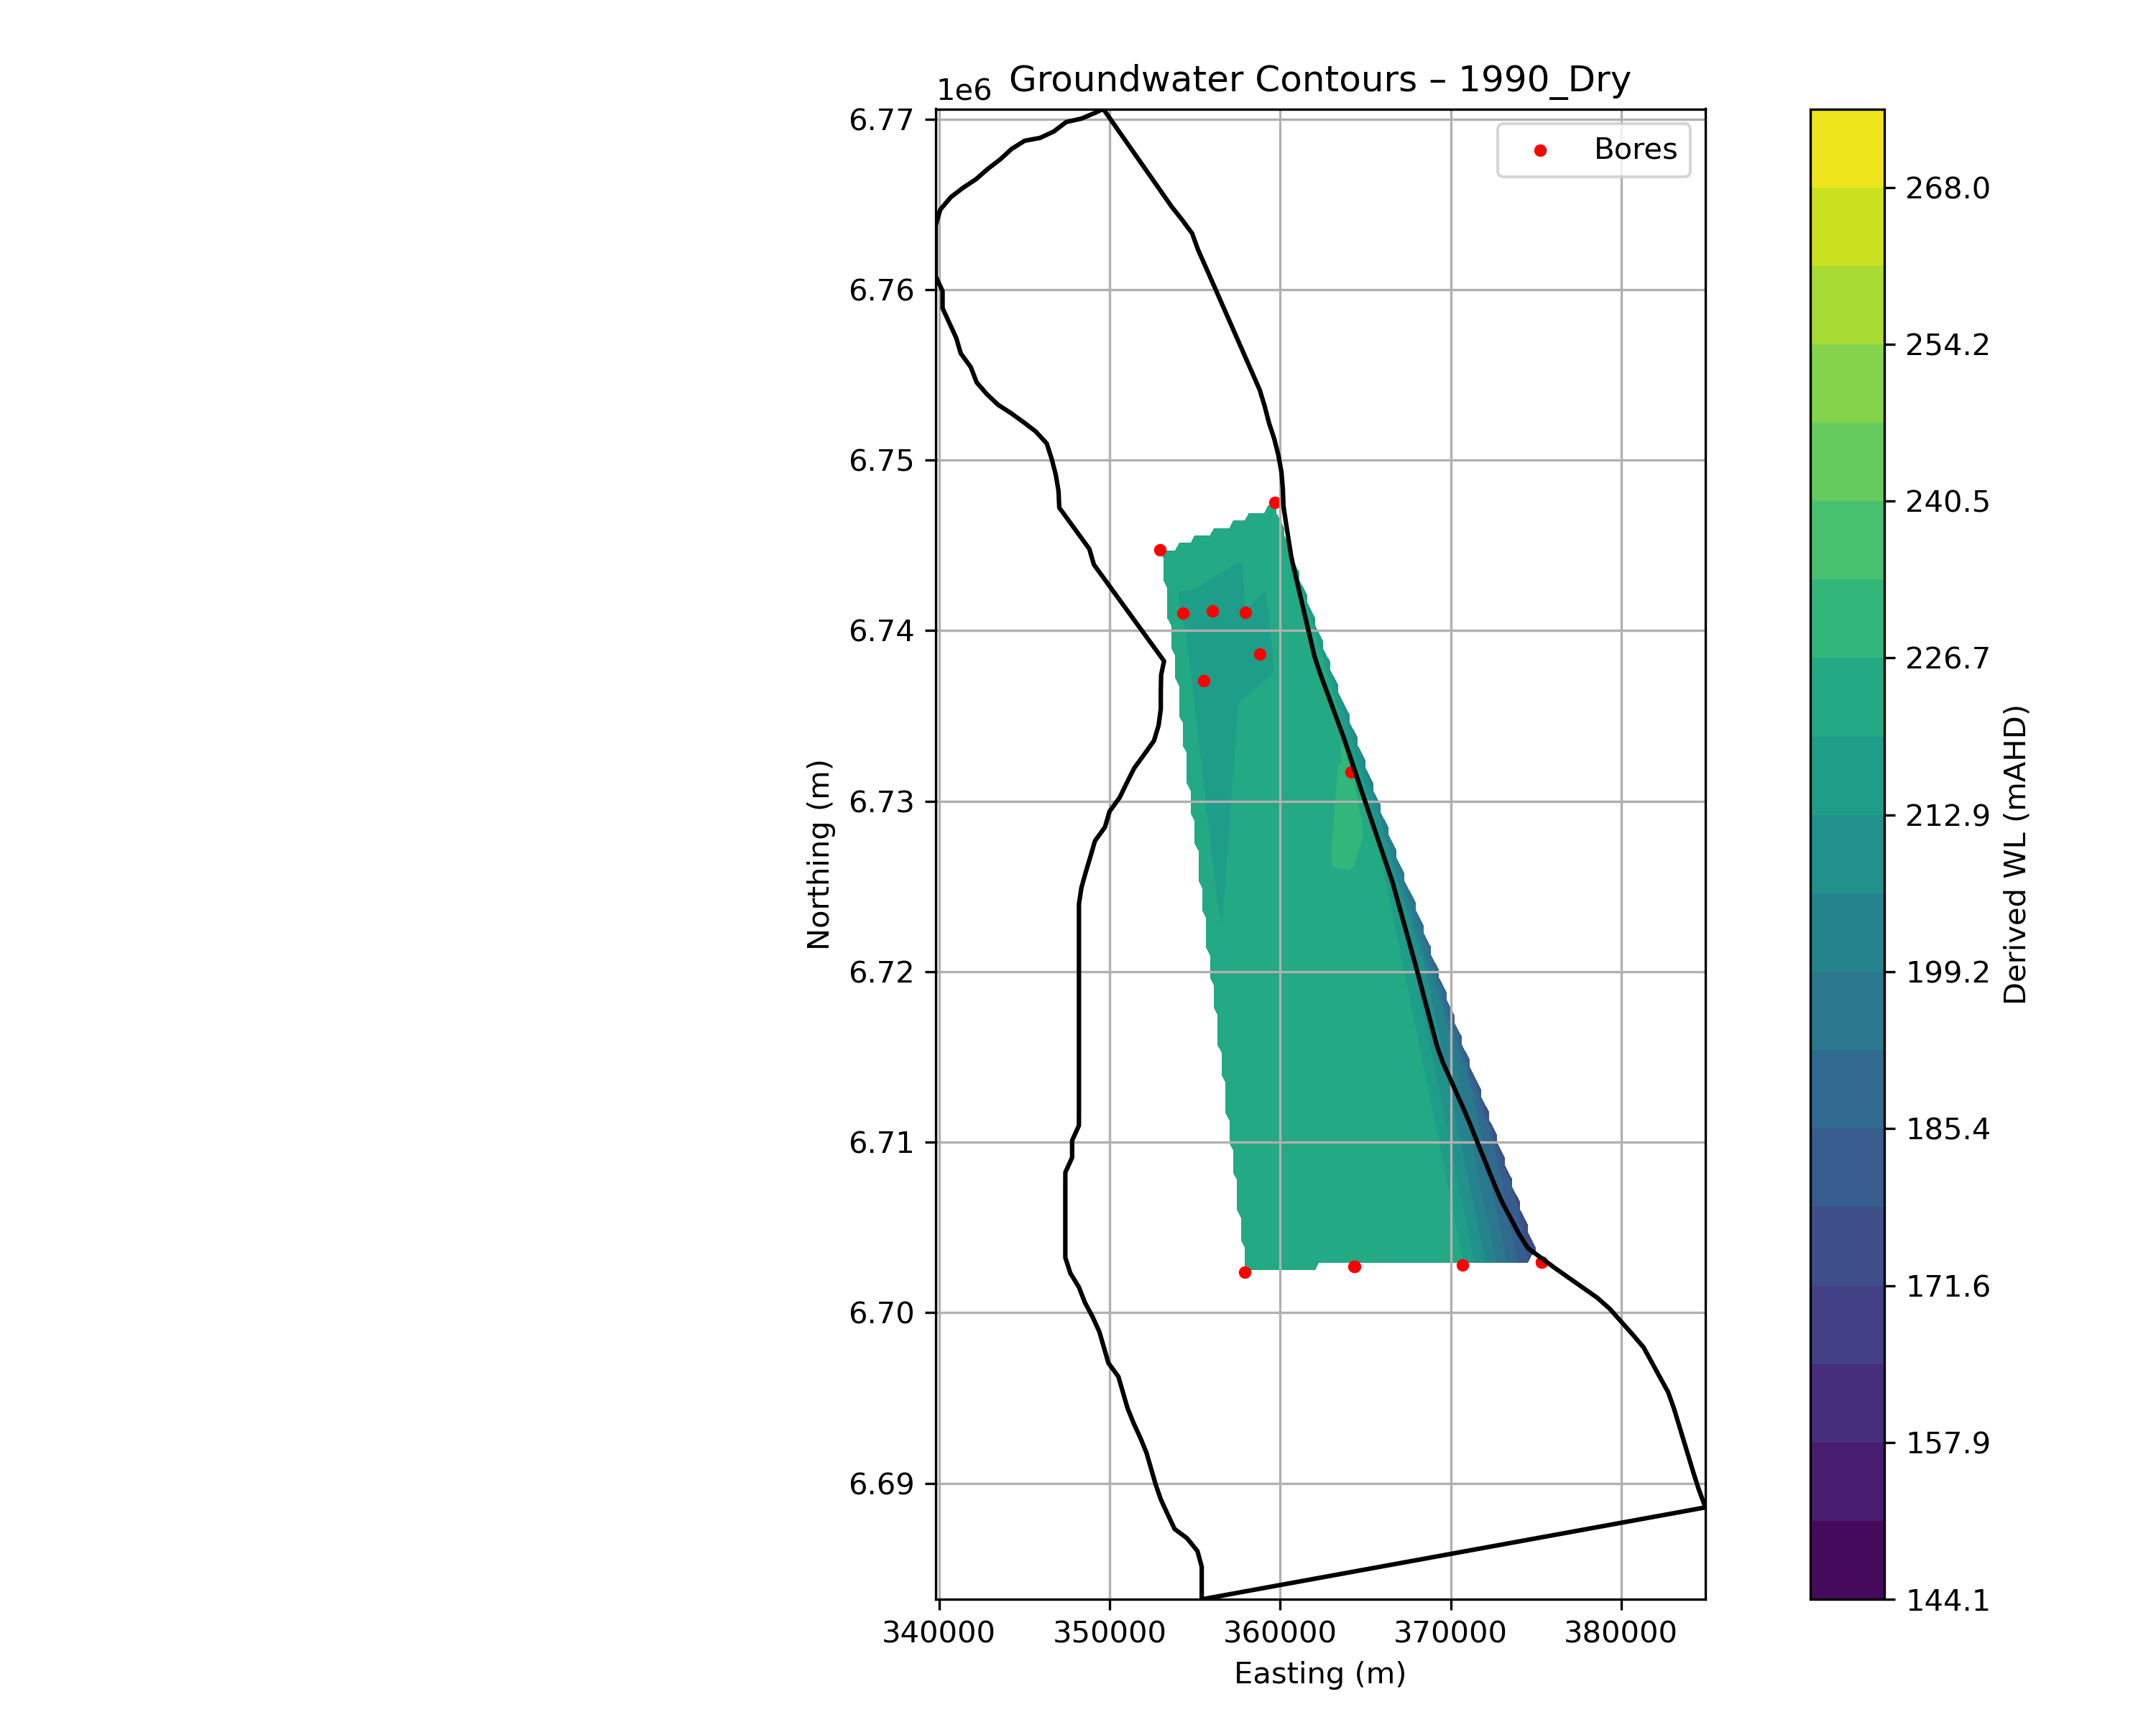 Groundwater Contours – 1990_Dry
1e6
Bores
6.77
6.76
6.75
6.74
6.73
6.72
6.71
6.70
6.69
Northing (m)
340000 350000 360000 370000 380000
Easting (m)
268.0
254.2
240.5
226.7
212.9
199.2
185.4
171.6
157.9
144.1
Derived WL (mAHD)